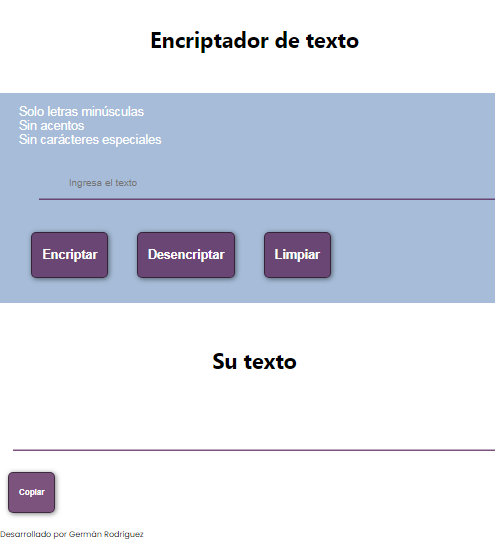 Encriptador de texto
Solo letras minúsculas
Sin acentos
Sin carácteres especiales
Ingresa el texto
Encriptar
Desencriptar
Limpiar
Su texto
Copiar
Desarrollado por Germán Rodríguez